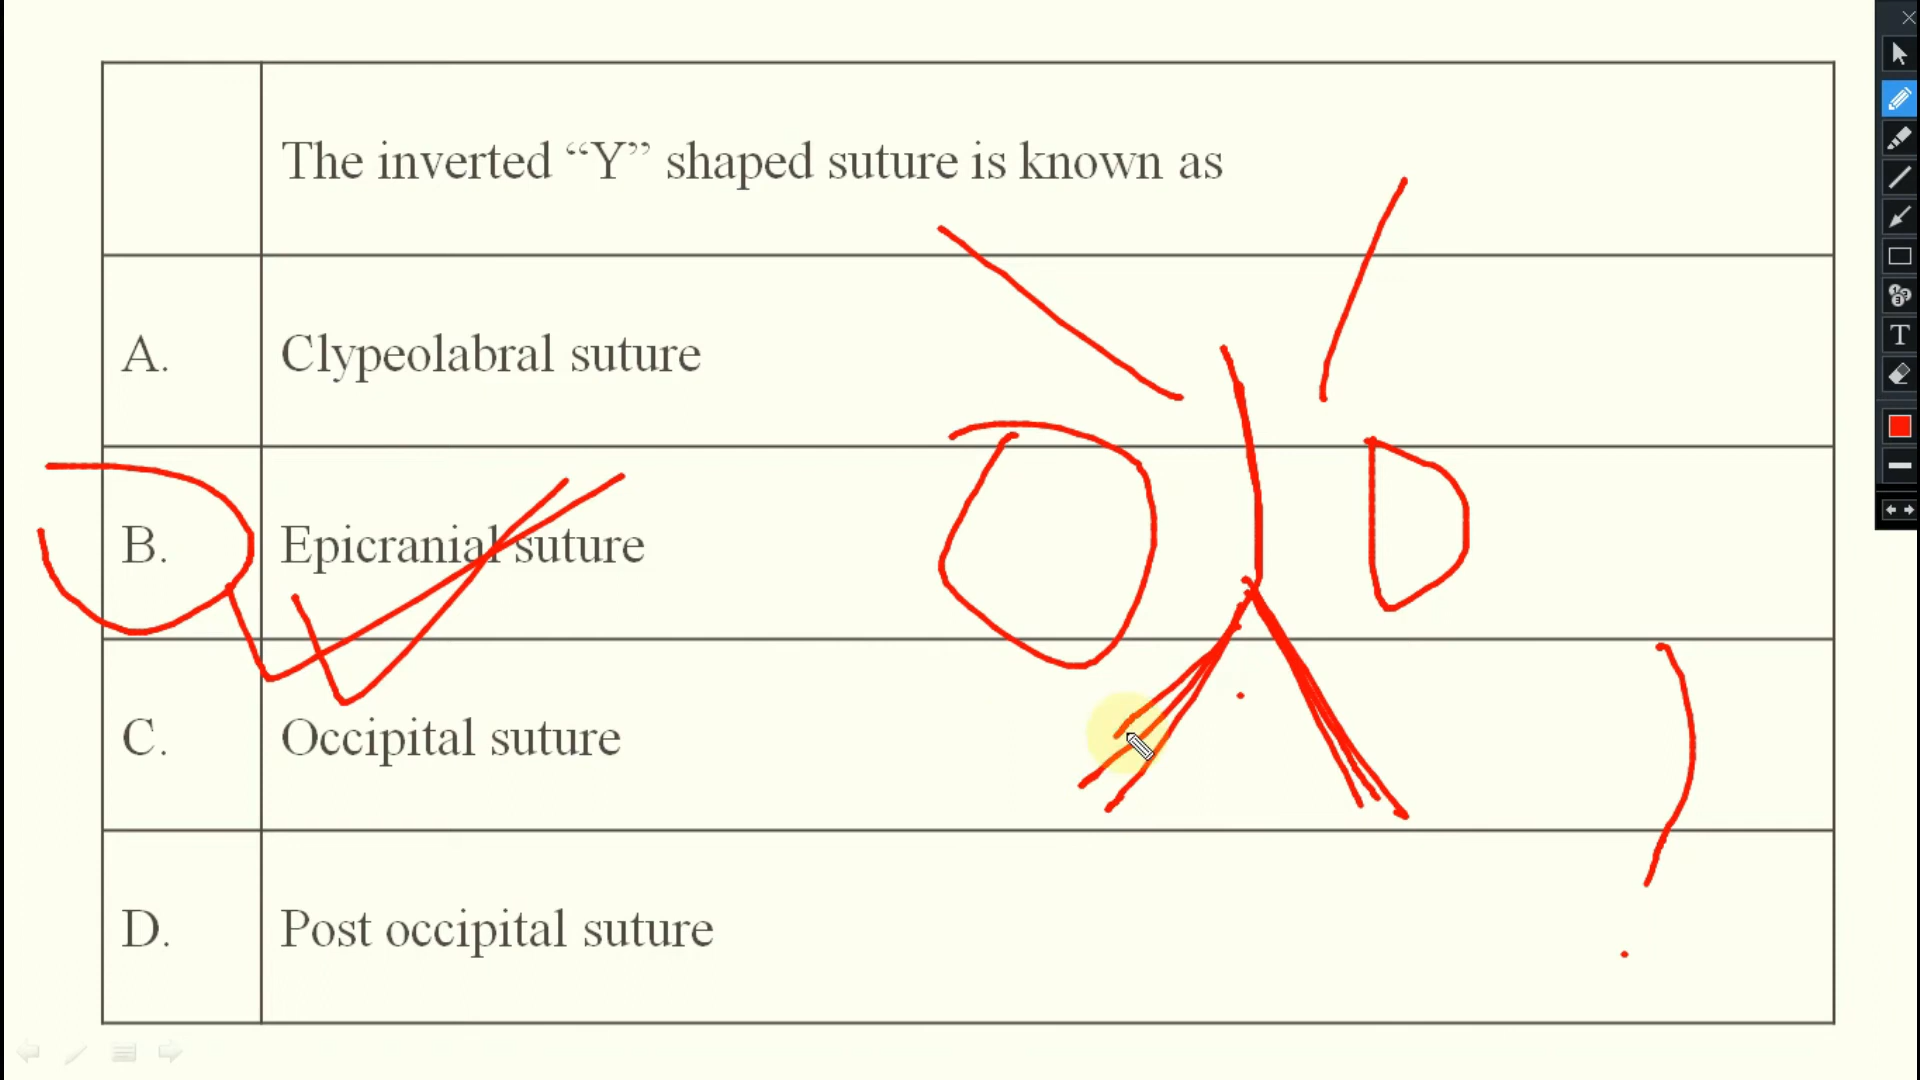 The inverted “Y” shaped suture is known as
A. Clypeolabral suture
B. Epicranial suture
C. Occipital suture
D. Post occipital suture
T